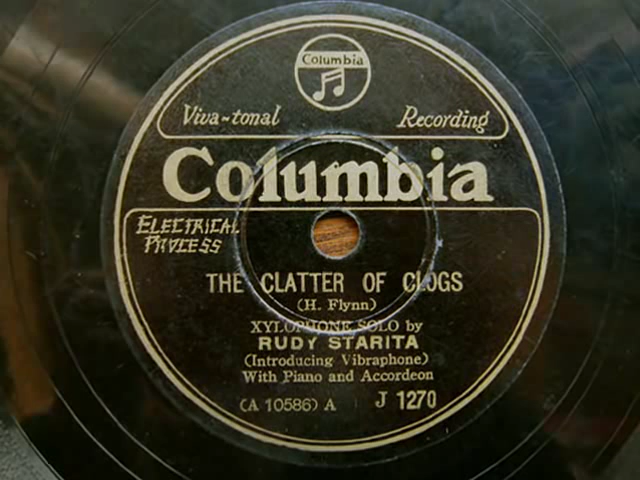 Columbia
Viva-tonal Recording
Columbia
ELECTRICAL
PROCESS
THE CLATTER OF CLOGS
(H. Flynn)
XYLOPHONE SOLO by
RUDY STARITA
(Introducing Vibraphone)
With Piano and Accordeon
(A 10586) A J 1270